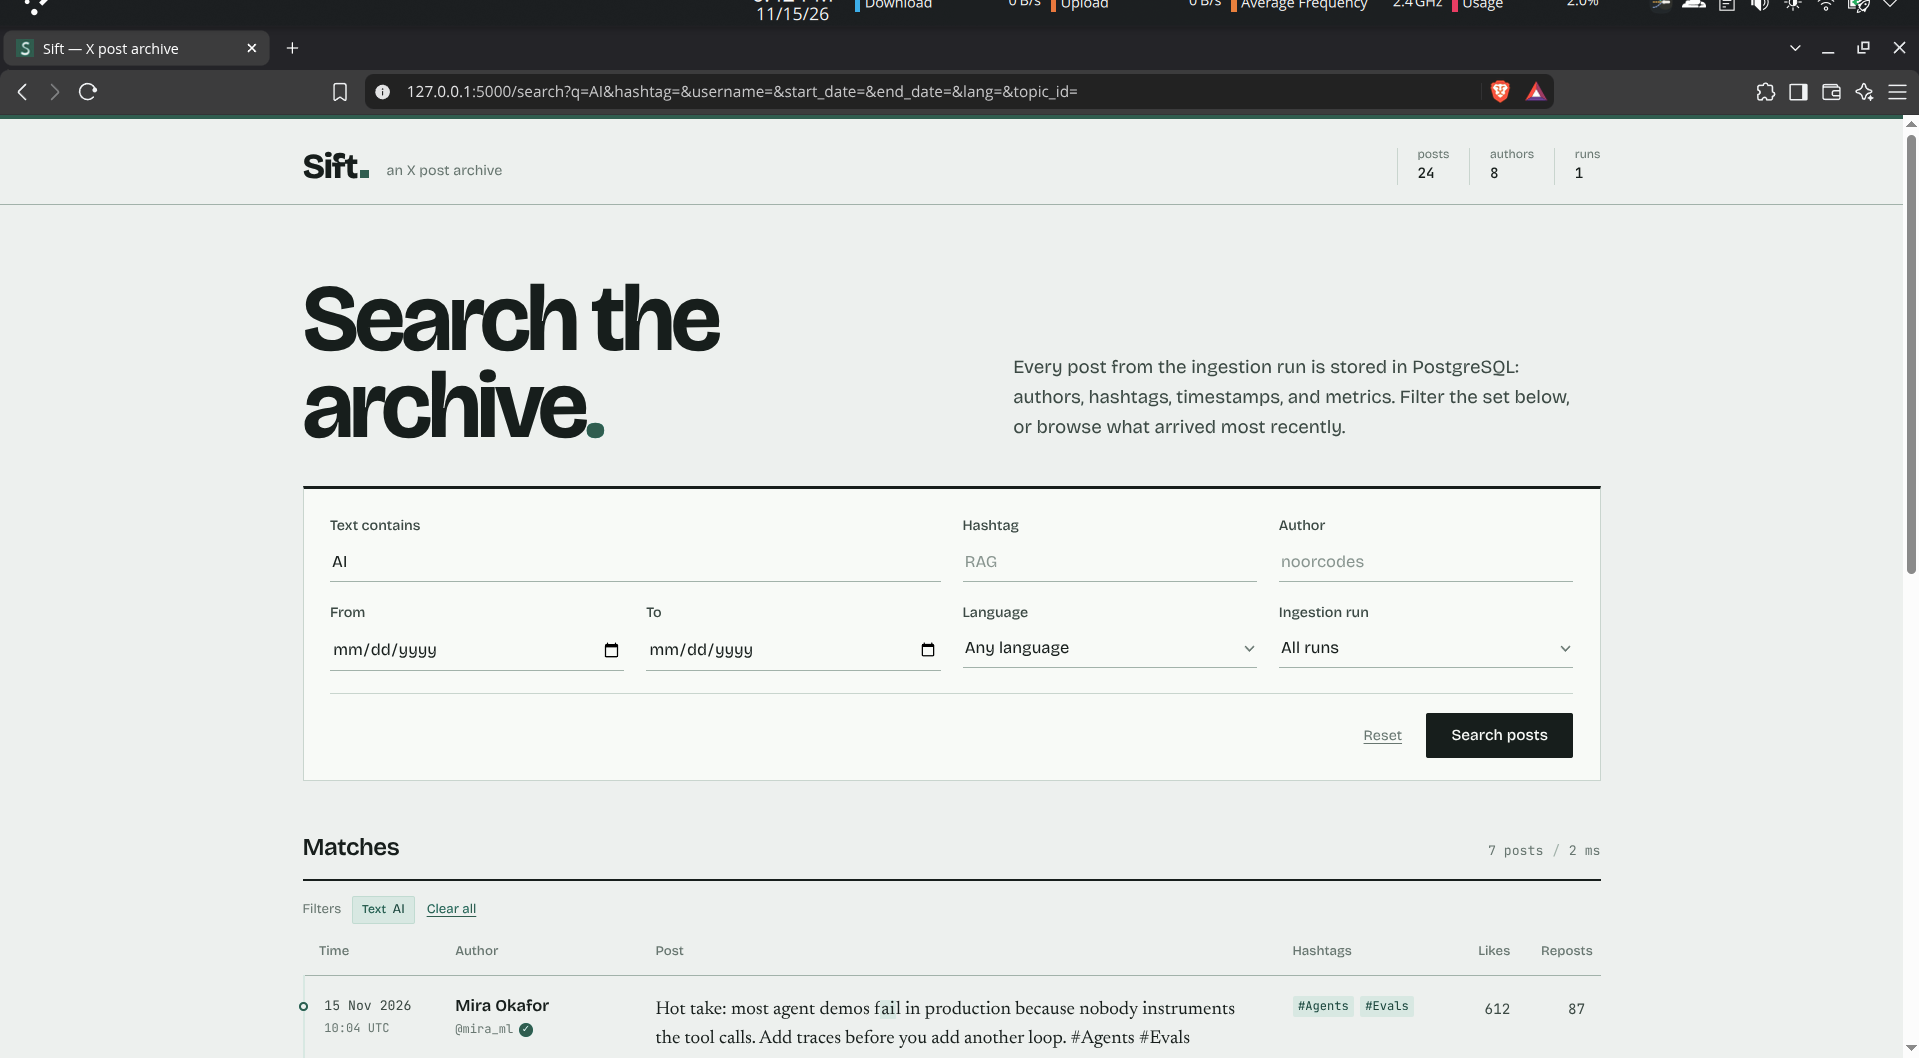 11/15/26
Download 0 B/s Upload 0 B/s Average Frequency 2.4 GHz Usage 2.0%
Sift — X post archive
127.0.0.1:5000/search?q=AI&hashtag=&username=&start_date=&end_date=&lang=&topic_id=
Sift. an X post archive
posts authors runs
24 8 1
Search the
archive.
Every post from the ingestion run is stored in PostgreSQL:
authors, hashtags, timestamps, and metrics. Filter the set below,
or browse what arrived most recently.
Text contains Hashtag Author
AI RAG noorcodes
From To Language Ingestion run
mm/dd/yyyy mm/dd/yyyy Any language All runs
Reset Search posts
Matches 7 posts / 2 ms
Filters Text AI Clear all
Time Author Post Hashtags Likes Reposts
15 Nov 2026 Mira Okafor Hot take: most agent demos fail in production because nobody instruments #Agents #Evals 612 87
10:04 UTC @mira_ml the tool calls. Add traces before you add another loop. #Agents #Evals